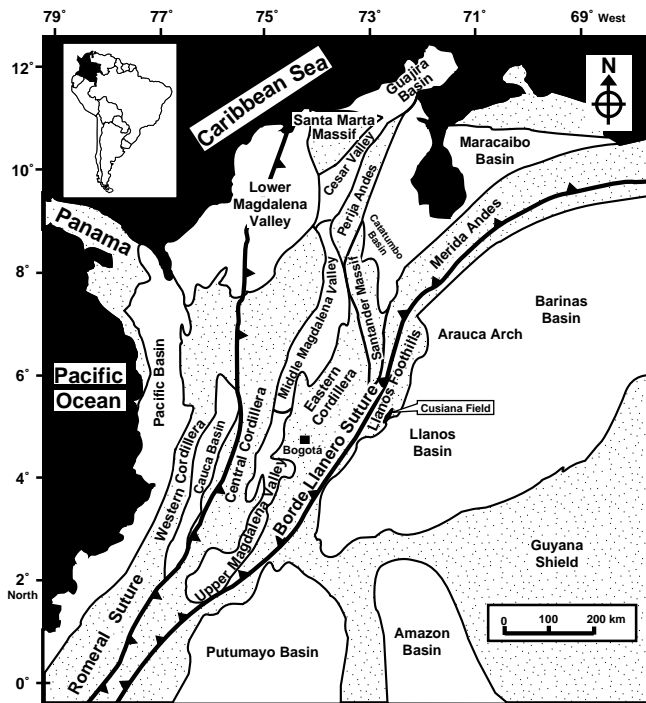 79° 77° 75° 73° 71° 69° West
12°
10°
8°
6°
4°
2°
North
0°
Caribbean Sea
Guajira
Basin
N
Santa Marta
Massif
Cesar Valley
Maracaibo
Basin
Lower
Magdalena
Valley
Perija Andes
Catatumbo
Basin
Merida Andes
Panama
Santander Massif
Middle Magdalena Valley
Barinas
Basin
Arauca Arch
Pacific
Ocean
Pacific Basin
Eastern
Cordillera
Llanos Foothills
Cusiana Field
Llanos
Basin
Western Cordillera
Cauca Basin
Central Cordillera
Bogotá
Borde Llanero Suture
Upper Magdalena Valley
Guyana
Shield
Romeral Suture
Putumayo Basin
Amazon
Basin
0 100 200 km